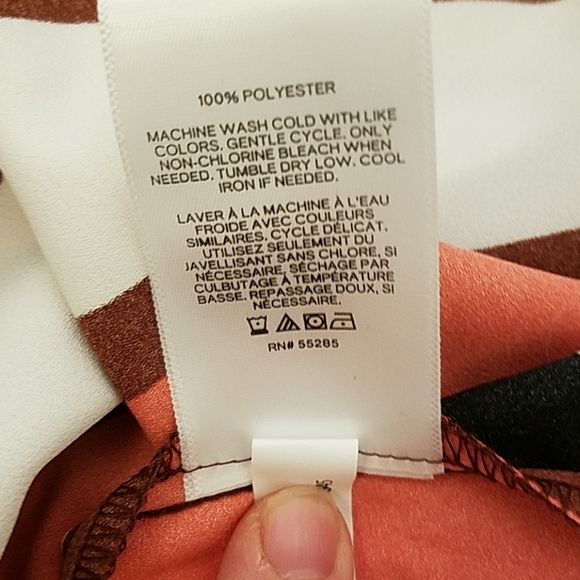 100% POLYESTER
MACHINE WASH COLD WITH LIKE
COLORS. GENTLE CYCLE. ONLY
NON-CHLORINE BLEACH WHEN
NEEDED. TUMBLE DRY LOW. COOL
IRON IF NEEDED.
LAVER À LA MACHINE À L'EAU
FROIDE AVEC COULEURS
SIMILAIRES. CYCLE DÉLICAT.
UTILISEZ SEULEMENT DU
JAVELLISANT SANS CHLORE, SI
NÉCESSAIRE. SÉCHAGE PAR
CULBUTAGE À TEMPÉRATURE
BASSE. REPASSAGE DOUX, SI
NÉCESSAIRE.
RN# 55285